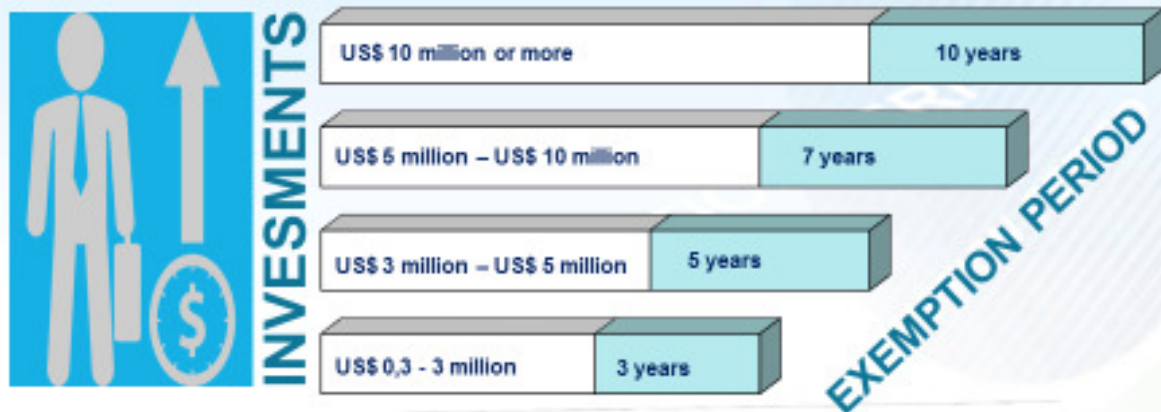 INVESMENTS
US$ 10 million or more
10 years
US$ 5 million – US$ 10 million
7 years
US$ 3 million – US$ 5 million
5 years
US$ 0,3 - 3 million
3 years
EXEMPTION PERIOD
$